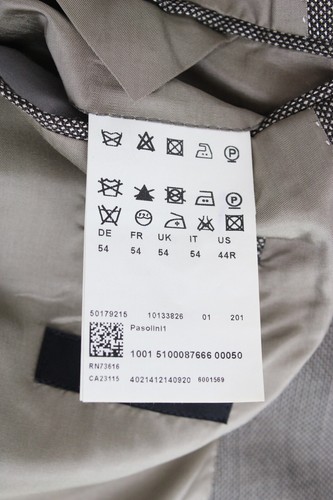 P
P
DE FR UK IT US
54 54 54 54 44R
50179215 10133826 01 201
Pasolini1
1001 5100087666 00050
RN73616
CA23115 4021412140920 6001569